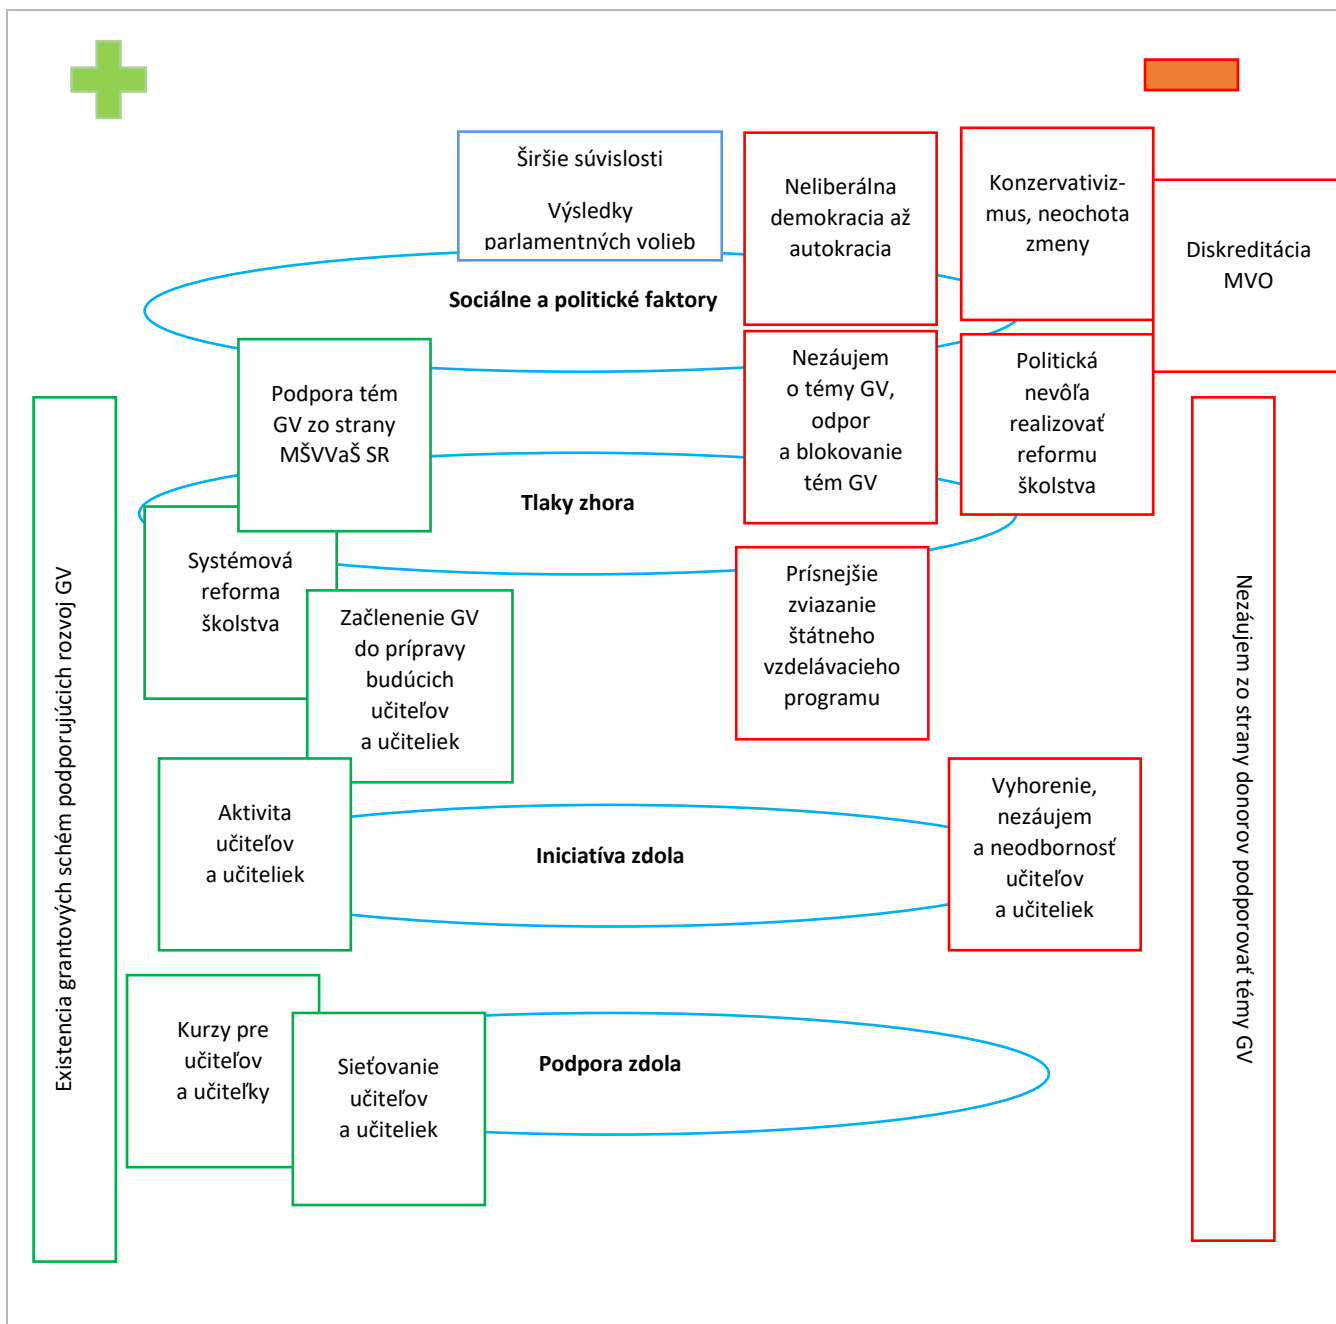 Širšie súvislosti
Výsledky
parlamentných volieb
Neliberálna
demokracia až
autokracia
Konzervativiz-
mus, neochota
zmeny
Diskreditácia
MVO
Sociálne a politické faktory
Podpora tém
GV zo strany
MŠVVaŠ SR
Nezáujem
o témy GV,
odpor
a blokovanie
tém GV
Politická
nevôľa
realizovať
reformu
školstva
Tlaky zhora
Systémová
reforma
školstva
Začlenenie GV
do prípravy
budúcich
učiteľov
a učiteliek
Prísnejšie
zviazanie
štátneho
vzdelávacieho
programu
Existencia grantových schém podporujúcich rozvoj GV
Nezáujem zo strany donorov podporovať témy GV
Aktivita
učiteľov
a učiteliek
Iniciatíva zdola
Vyhorenie,
nezáujem
a neodbornosť
učiteľov
a učiteliek
Kurzy pre
učiteľov
a učiteľky
Sieťovanie
učiteľov
a učiteliek
Podpora zdola